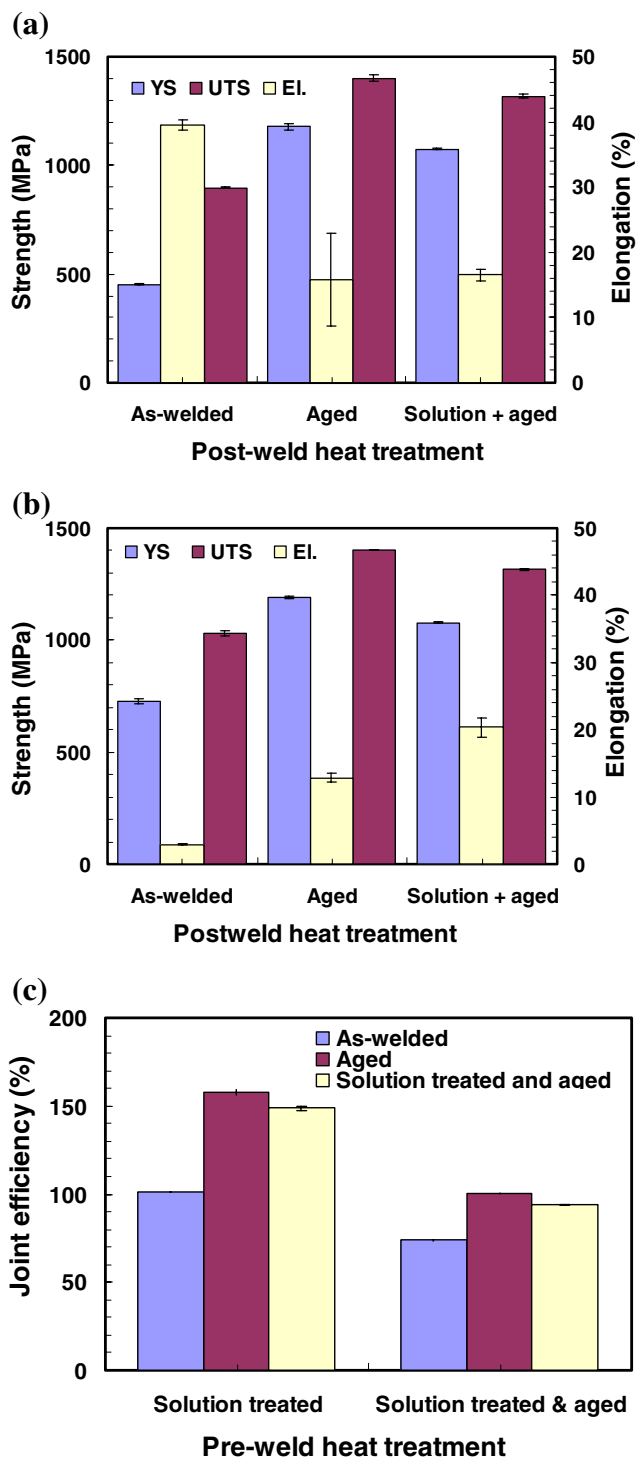 (a)
1500
1000
500
0
Strength (MPa)
YS UTS El.
50
40
30
20
10
0
Elongation (%)
As-welded Aged Solution + aged
Post-weld heat treatment
(b)
1500
1000
500
0
Strength (MPa)
YS UTS El.
50
40
30
20
10
0
Elongation (%)
As-welded Aged Solution + aged
Postweld heat treatment
(c)
200
150
100
50
0
Joint efficiency (%)
As-welded
Aged
Solution treated and aged
Solution treated Solution treated & aged
Pre-weld heat treatment